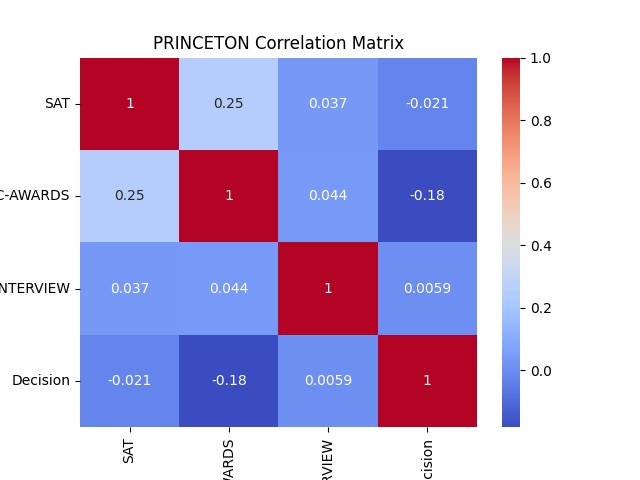 PRINCETON Correlation Matrix
SAT 1 0.25 0.037 -0.021
C-AWARDS 0.25 1 0.044 -0.18
NTERVIEW 0.037 0.044 1 0.0059
Decision -0.021 -0.18 0.0059 1
SAT
WARDS
RVIEW
cision
1.0
0.8
0.6
0.4
0.2
0.0